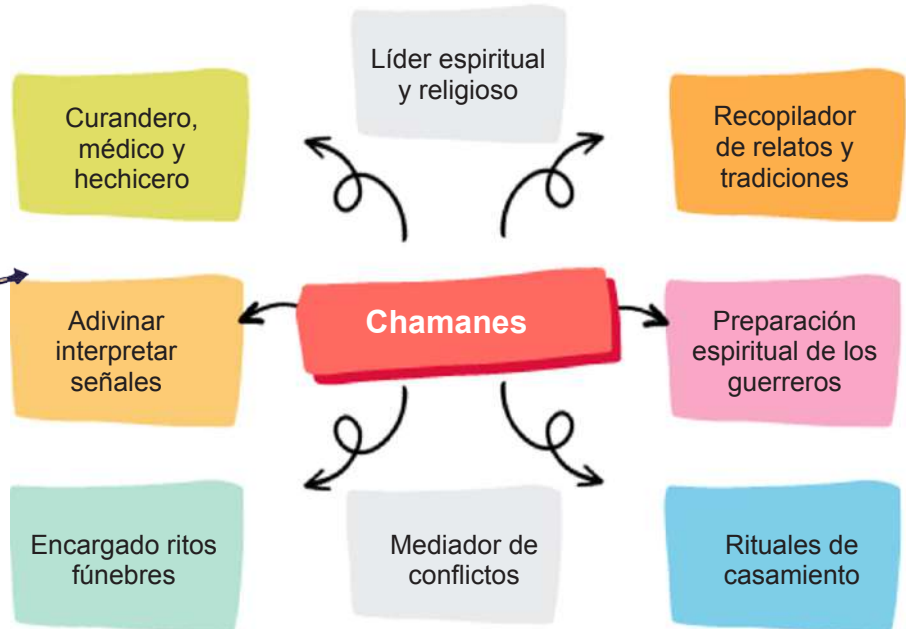 Líder espiritual
y religioso
Curandero,
médico y
hechicero
Recopilador
de relatos y
tradiciones
Adivinar
interpretar
señales
Chamanes
Preparación
espiritual de los
guerreros
Encargado ritos
fúnebres
Mediador de
conflictos
Rituales de
casamiento